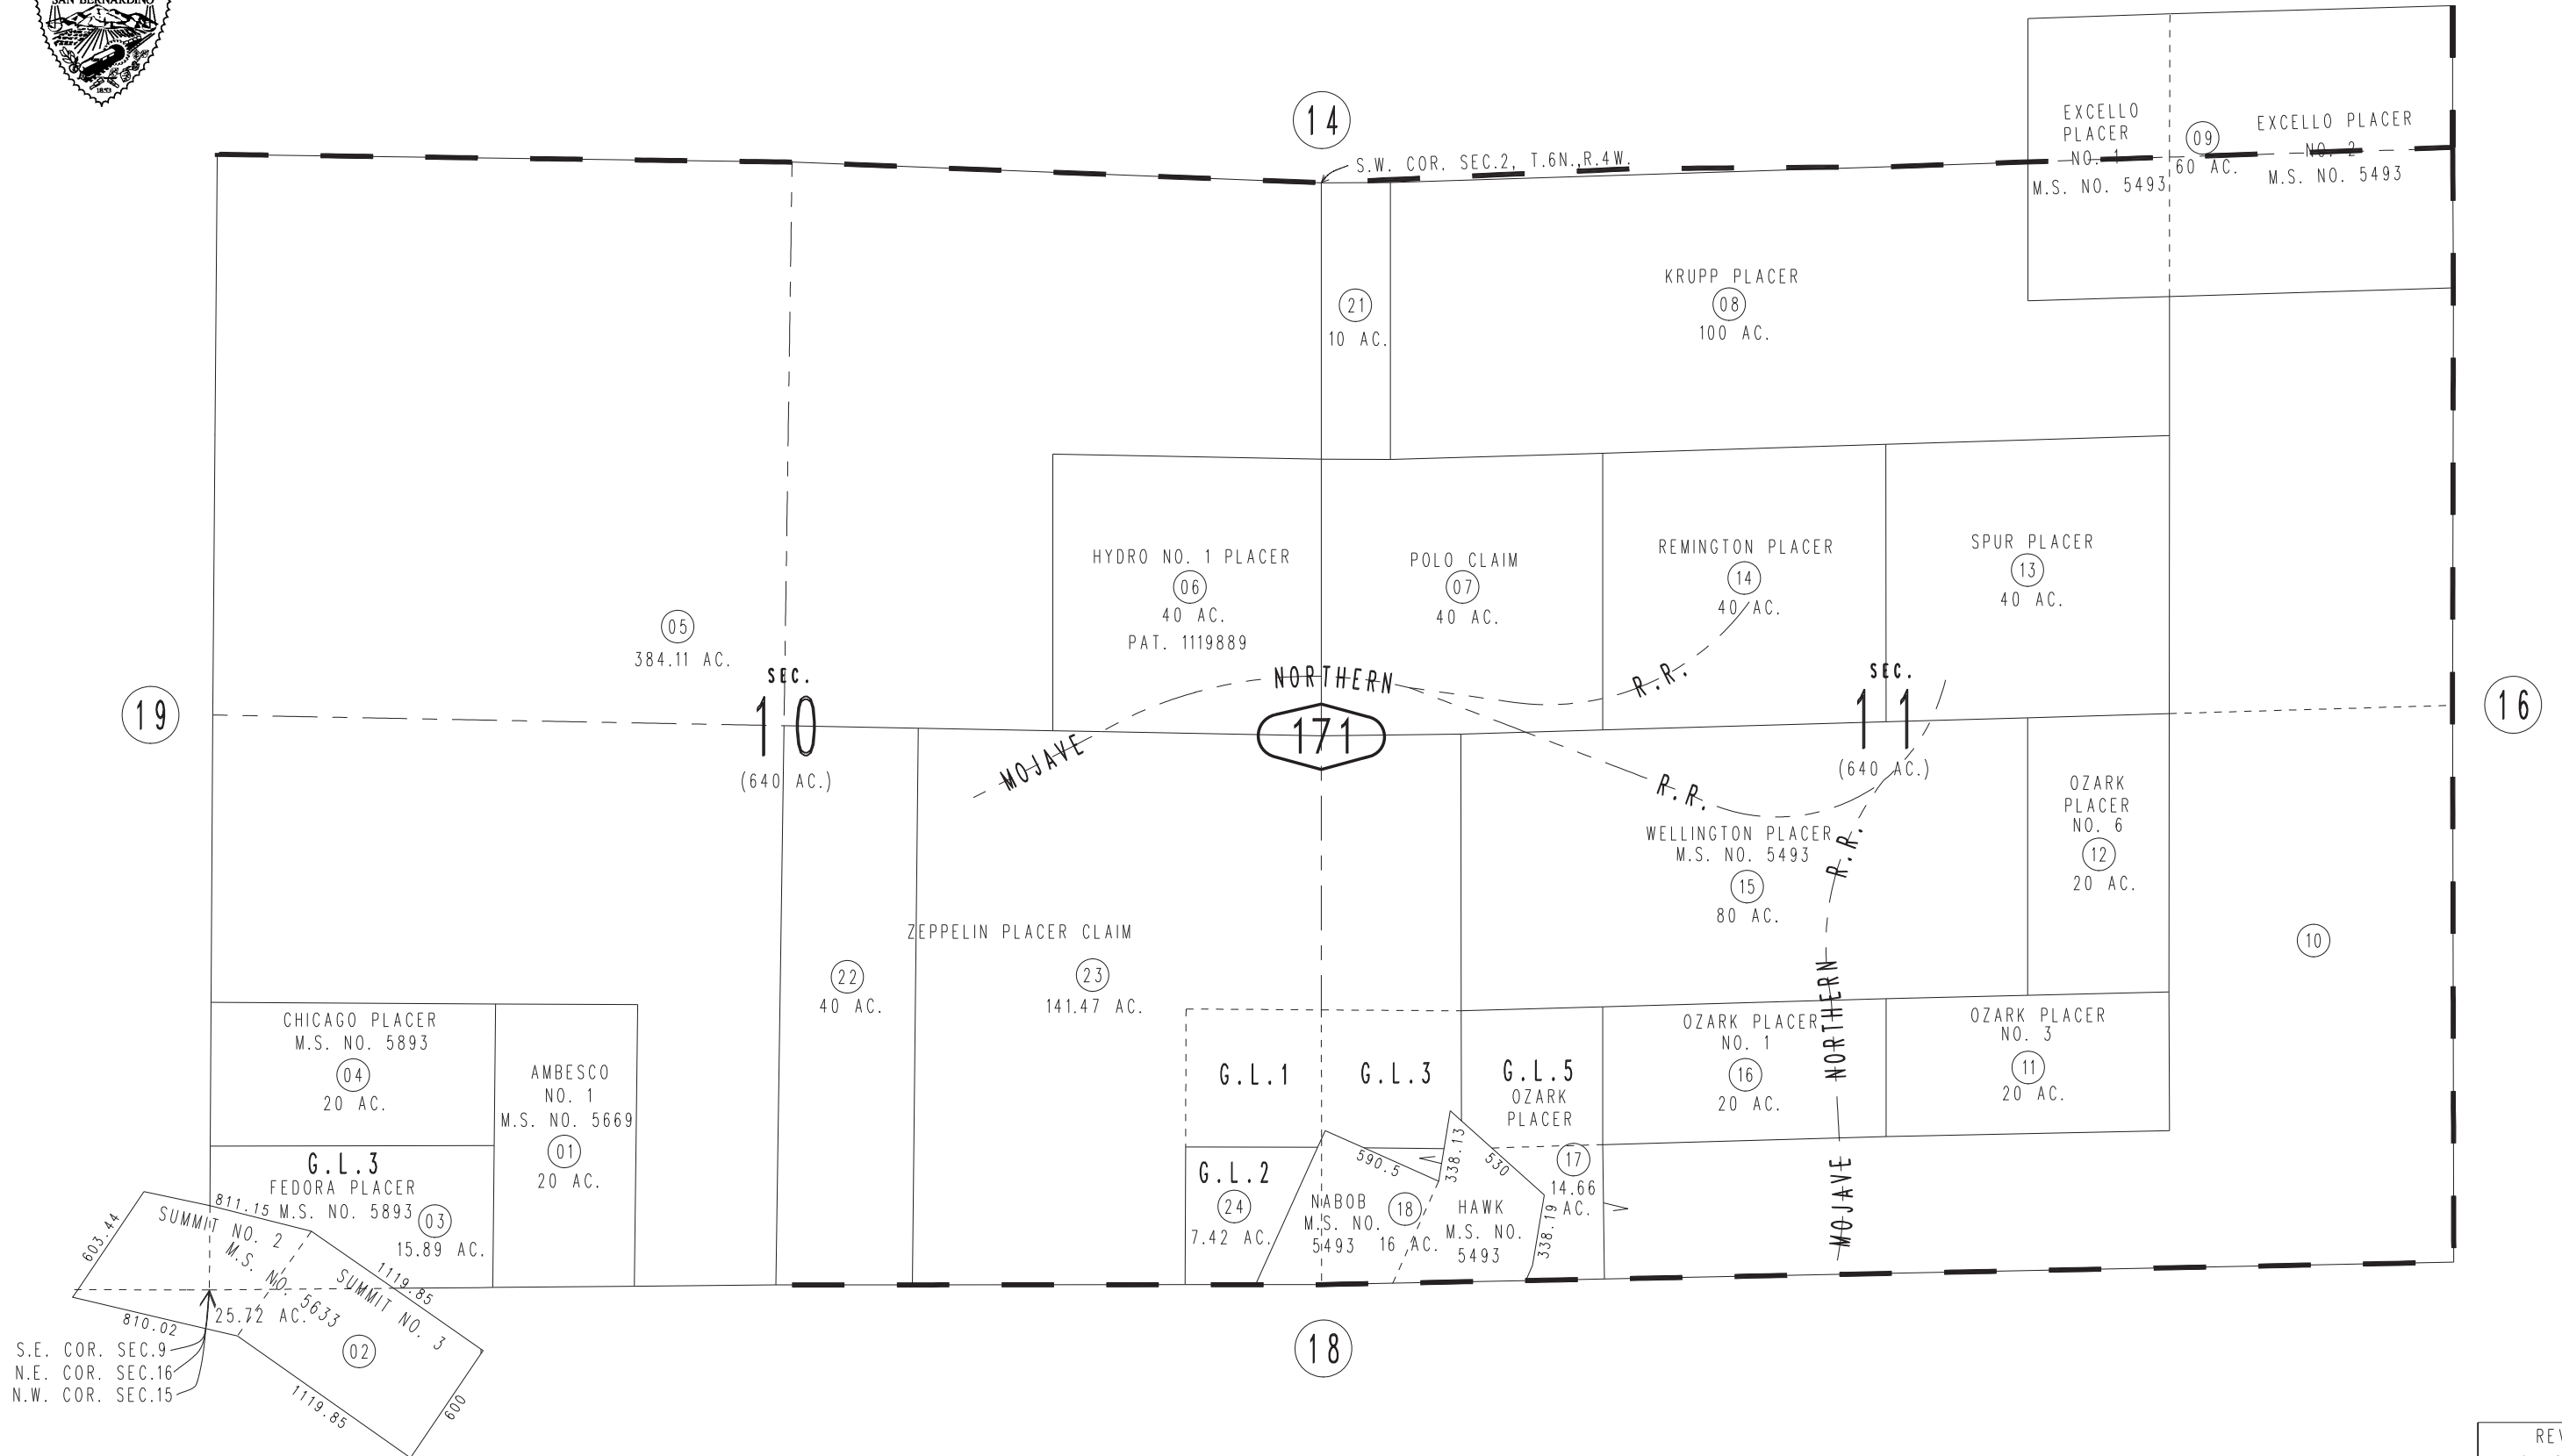 SAN BERNARDINO
1853
14
S.W. COR. SEC.2, T.6N.,R.4W.
EXCELLO
PLACER
NO. 1
M.S. NO. 5493
09
60 AC.
EXCELLO PLACER
NO. 2
M.S. NO. 5493
21
10 AC.
KRUPP PLACER
08
100 AC.
HYDRO NO. 1 PLACER
06
40 AC.
PAT. 1119889
POLO CLAIM
07
40 AC.
REMINGTON PLACER
14
40 AC.
SPUR PLACER
13
40 AC.
05
384.11 AC.
SEC.
10
(640 AC.)
19
MOJAVE
NORTHERN
R.R.
171
R.R.
SEC.
11
(640 AC.)
16
WELLINGTON PLACER
M.S. NO. 5493
15
80 AC.
R.R.
NORTHERN
MOJAVE
OZARK
PLACER
NO. 6
12
20 AC.
10
ZEPPELIN PLACER CLAIM
22
40 AC.
23
141.47 AC.
CHICAGO PLACER
M.S. NO. 5893
04
20 AC.
AMBESCO
NO. 1
M.S. NO. 5669
01
20 AC.
G.L.1
G.L.3
G.L.5
OZARK
PLACER
17
14.66
AC.
OZARK PLACER
NO. 1
16
20 AC.
OZARK PLACER
NO. 3
11
20 AC.
G.L.3
FEDORA PLACER
M.S. NO. 5893
03
15.89 AC.
G.L.2
24
7.42 AC.
590.5
338.13
530
338.19
NABOB
M.S. NO.
5493
18
16 AC.
HAWK
M.S. NO.
5493
603.44
811.15
SUMMIT NO. 2
M.S. NO. 5633
SUMMIT NO. 3
1119.85
25.72 AC.
810.02
02
1119.85
600
S.E. COR. SEC.9
N.E. COR. SEC.16
N.W. COR. SEC.15
18